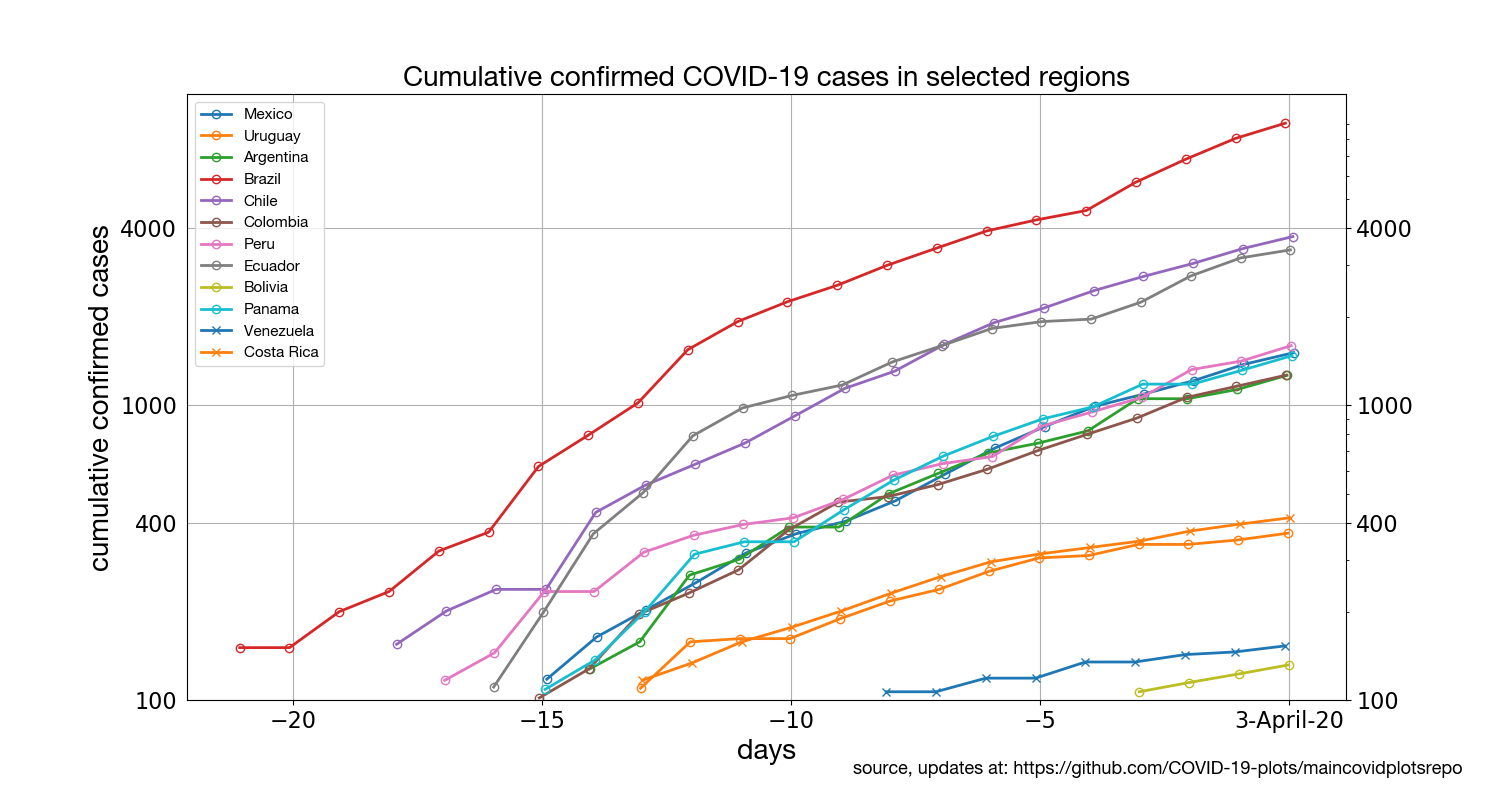 Cumulative confirmed COVID-19 cases in selected regions
Mexico
Uruguay
Argentina
Brazil
Chile
Colombia
Peru
Ecuador
Bolivia
Panama
Venezuela
Costa Rica
cumulative confirmed cases
4000
1000
400
100
4000
1000
400
100
−20
−15
−10
−5
3-April-20
days
source, updates at: https://github.com/COVID-19-plots/maincovidplotsrepo